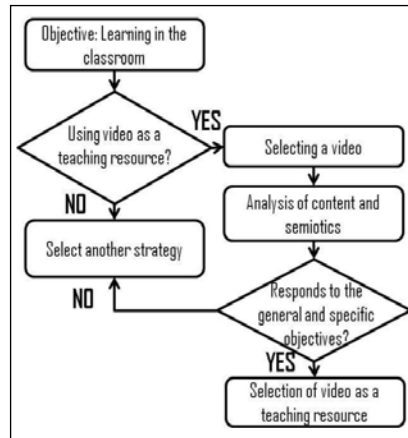 Objective: Learning in the
classroom
Using video as a
teaching resource?
YES
Selecting a video
NO
Analysis of content and
semiotics
Select another strategy
NO
Responds to the
general and specific
objectives?
YES
Selection of video as a
teaching resource